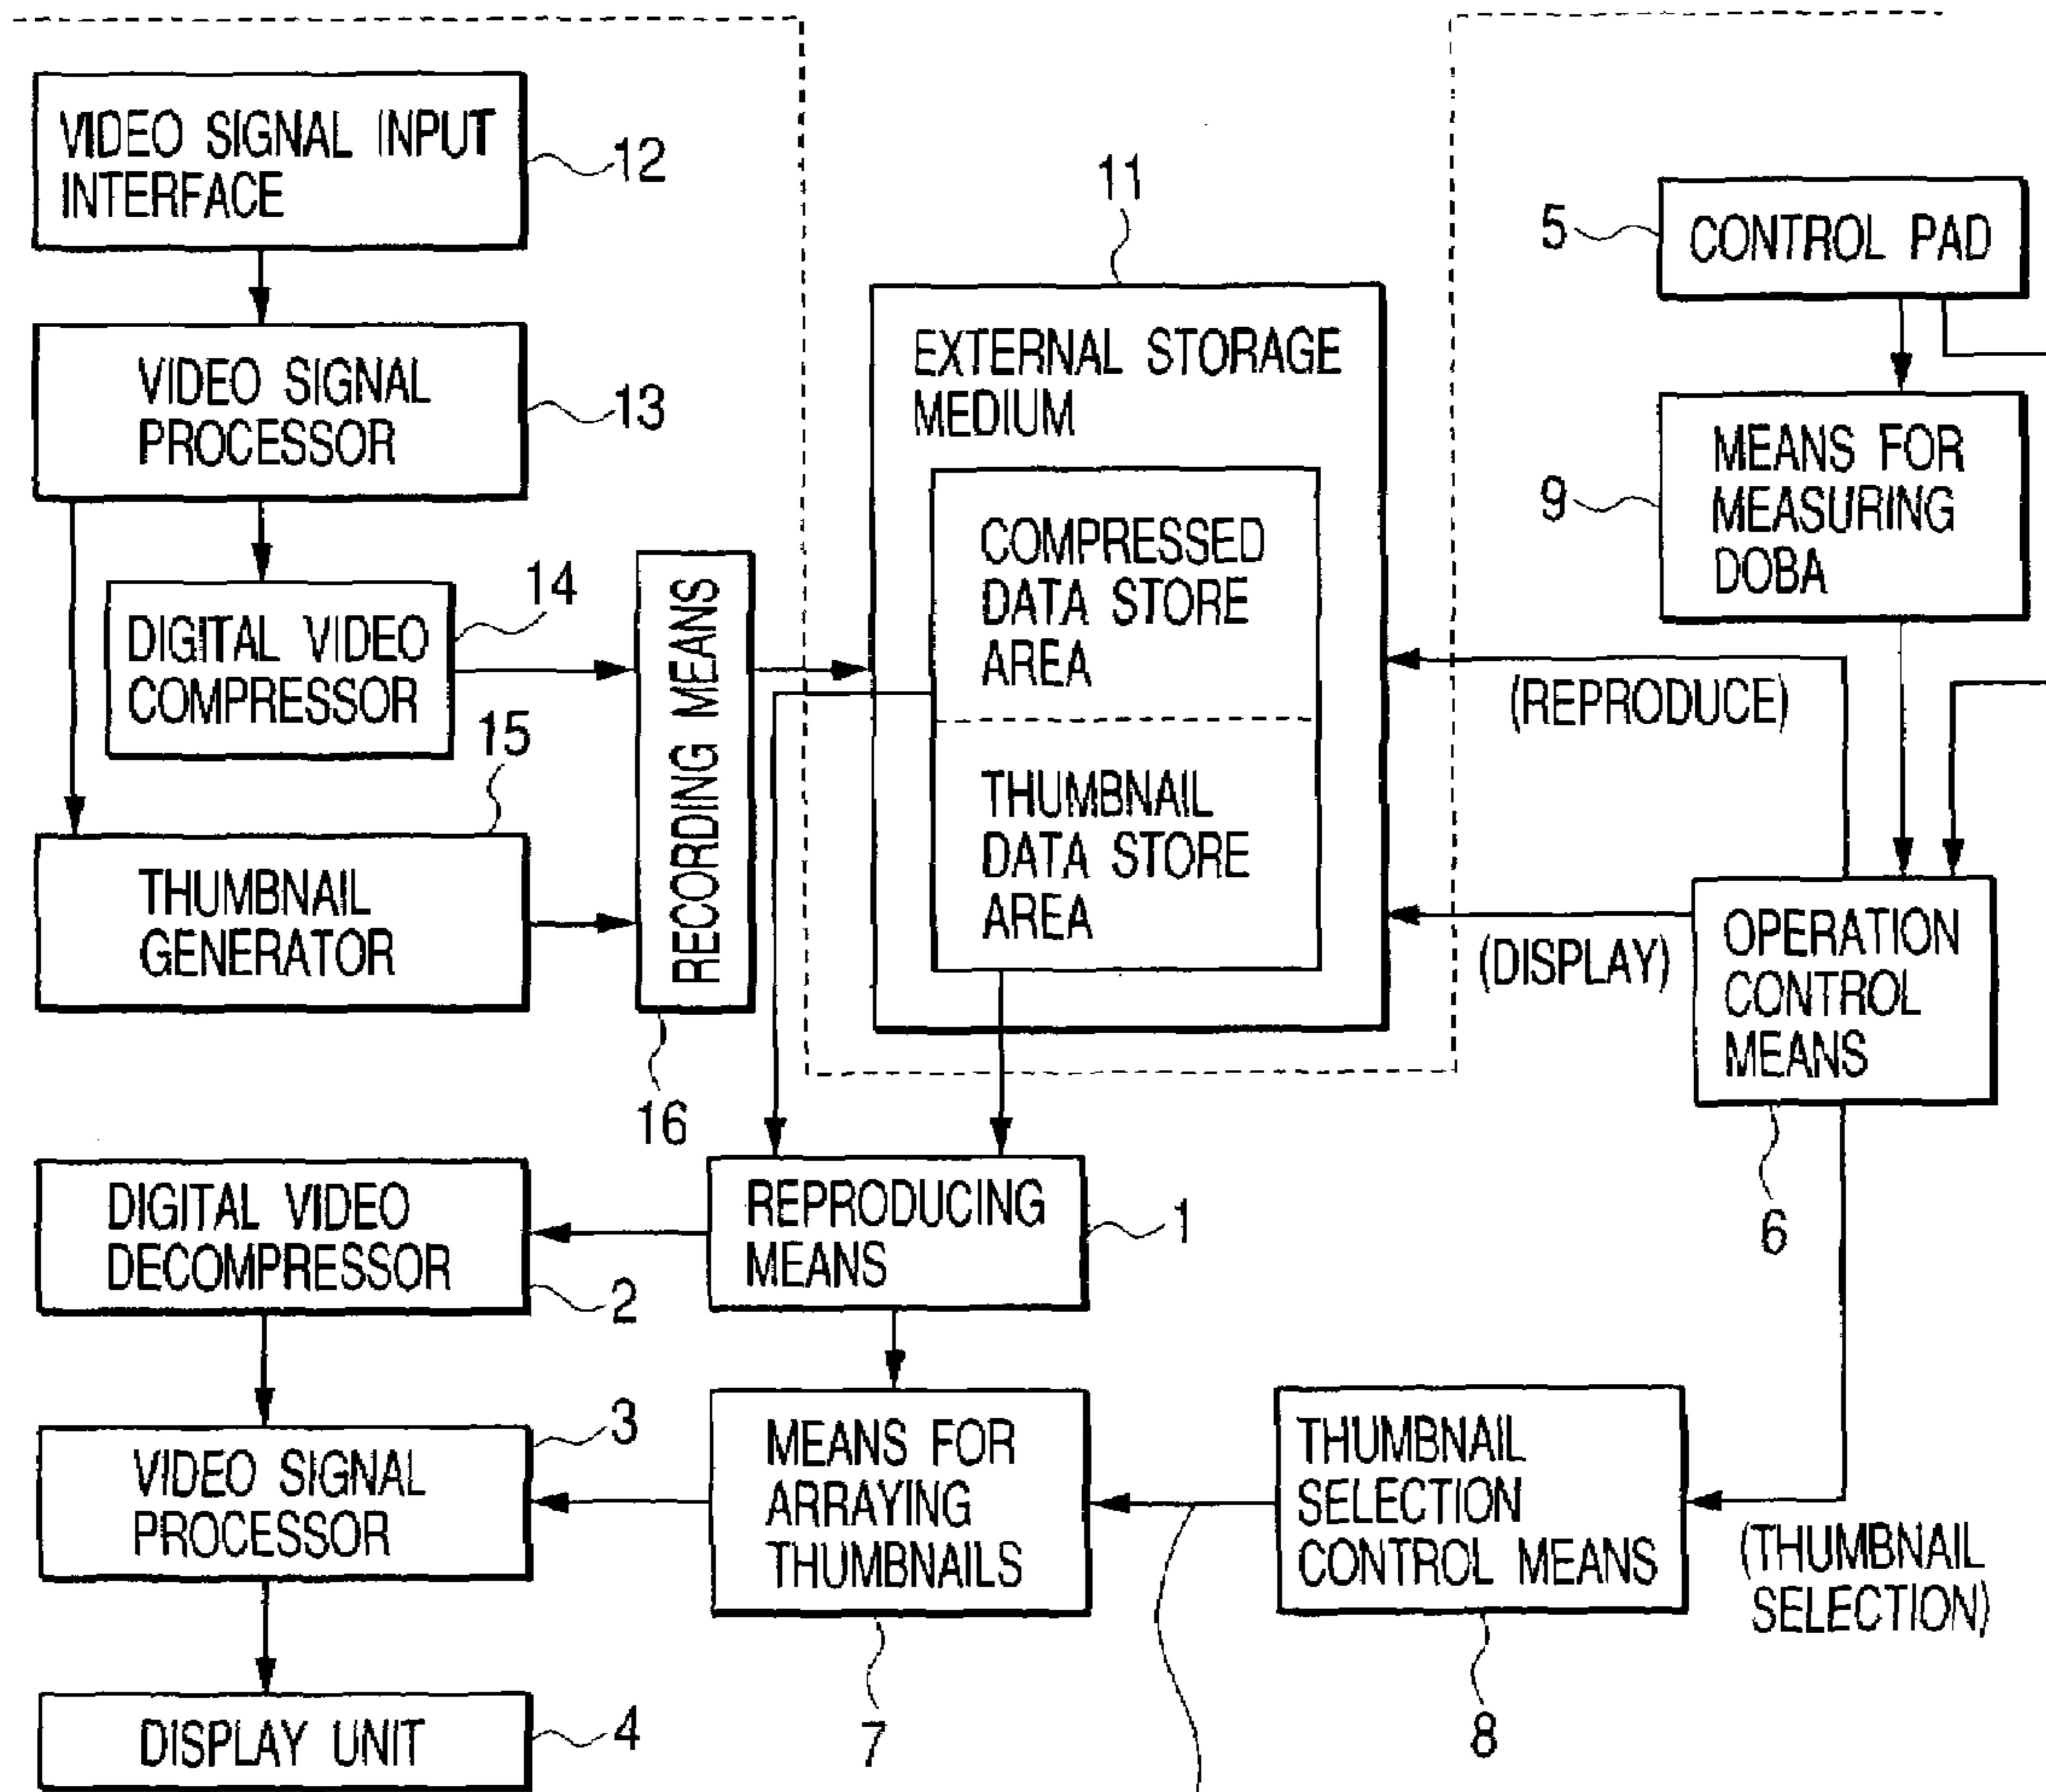 VIDEO SIGNAL INPUT
INTERFACE
12
VIDEO SIGNAL
PROCESSOR
13
DIGITAL VIDEO
COMPRESSOR
14
THUMBNAIL
GENERATOR
15
RECORDING MEANS
16
11
EXTERNAL STORAGE
MEDIUM
COMPRESSED
DATA STORE
AREA
THUMBNAIL
DATA STORE
AREA
5
CONTROL PAD
9
MEANS FOR
MEASURING
DOBA
(REPRODUCE)
(DISPLAY)
OPERATION
CONTROL
MEANS
6
REPRODUCING
MEANS
1
DIGITAL VIDEO
DECOMPRESSOR
2
VIDEO SIGNAL
PROCESSOR
3
MEANS FOR
ARRAYING
THUMBNAILS
7
THUMBNAIL
SELECTION
CONTROL MEANS
8
(THUMBNAIL
SELECTION)
DISPLAY UNIT
4